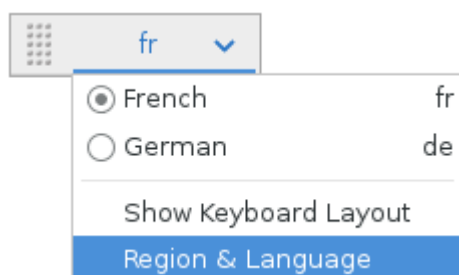 fr
French fr
German de
Show Keyboard Layout
Region & Language